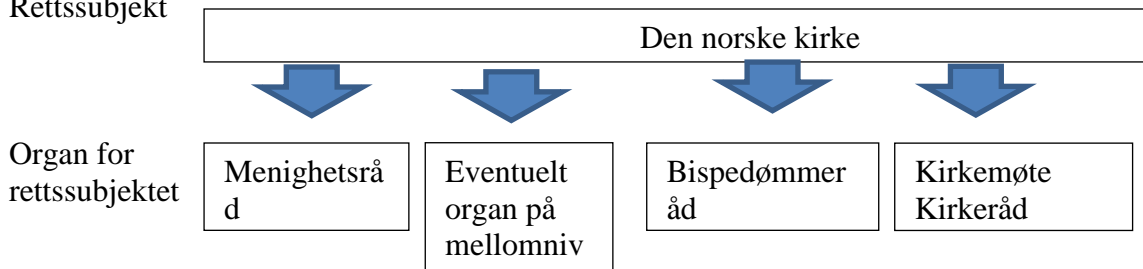 Rettssubjekt
Den norske kirke
Organ for
rettssubjektet
Menighetsrå
d
Eventuelt
organ på
mellomniv
Bispedømmer
åd
Kirkemøte
Kirkeråd